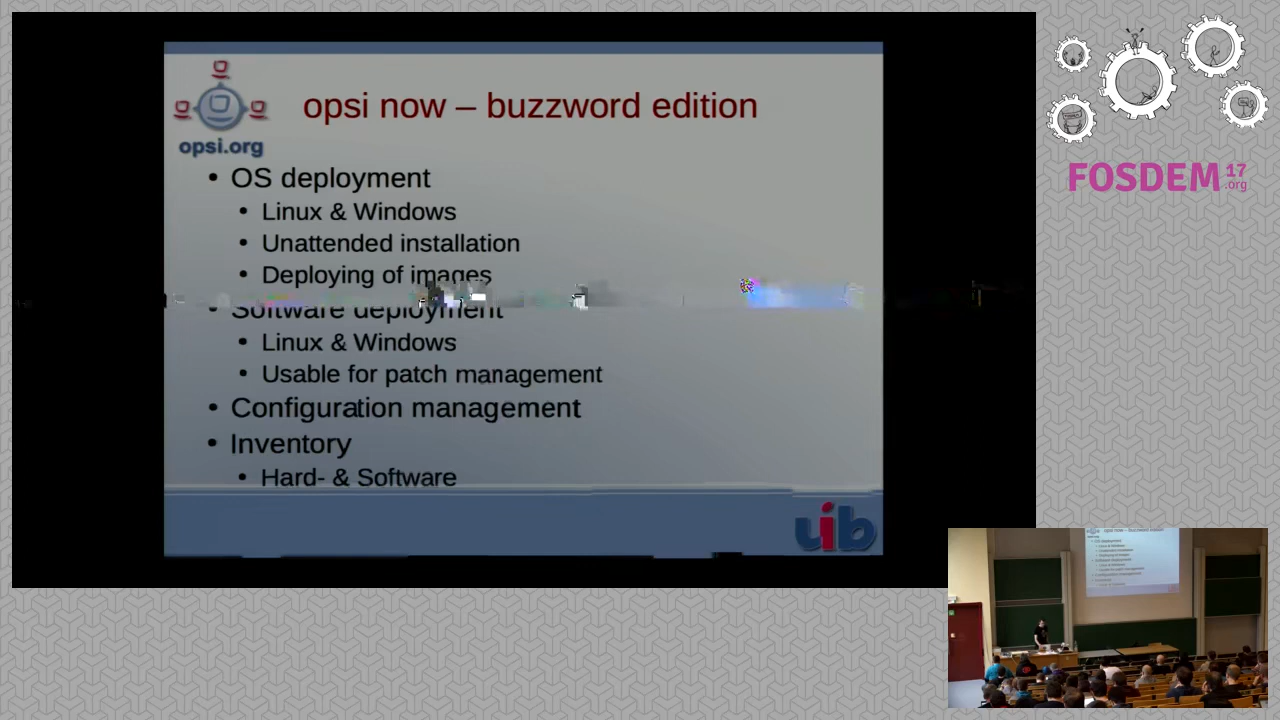 opsi now – buzzword edition
opsi.org
• OS deployment
• Linux & Windows
• Unattended installation
• Deploying of images
• Software deployment
• Linux & Windows
• Usable for patch management
• Configuration management
• Inventory
• Hard- & Software
uib
FOSDEM 17
.org